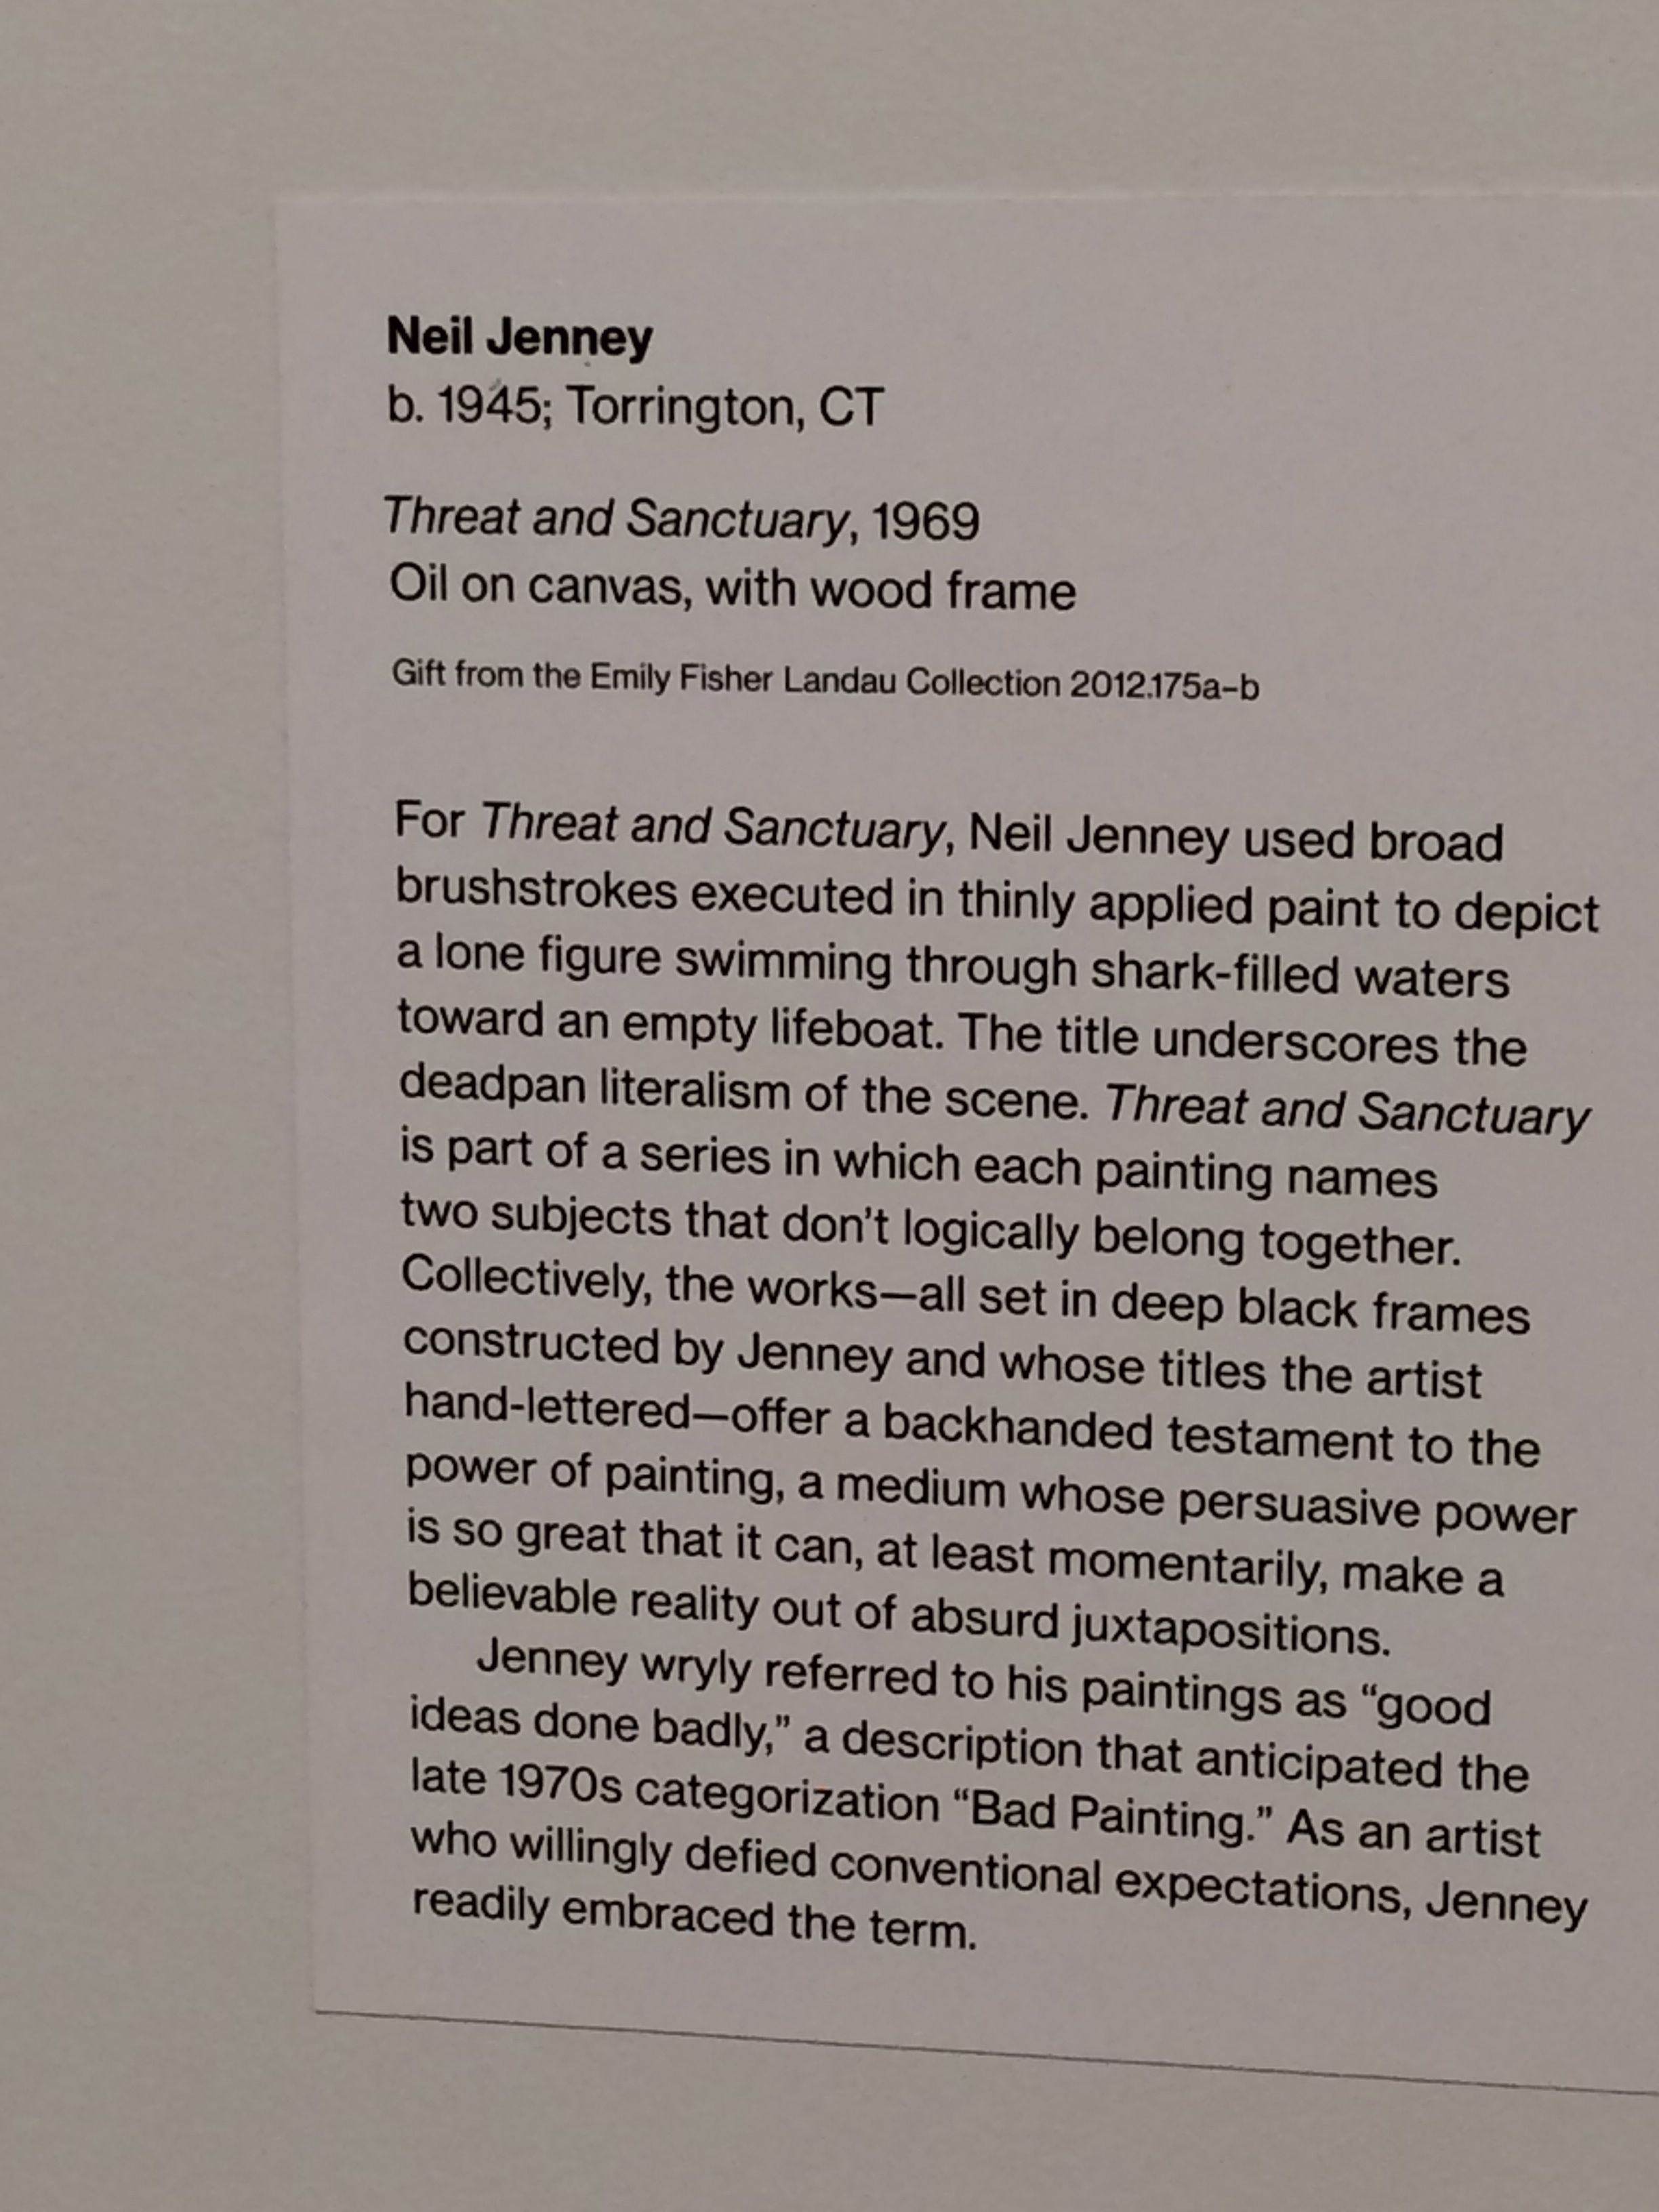 Neil Jenney
b. 1945; Torrington, CT
Threat and Sanctuary, 1969
Oil on canvas, with wood frame
Gift from the Emily Fisher Landau Collection 2012.175a–b
For Threat and Sanctuary, Neil Jenney used broad
brushstrokes executed in thinly applied paint to depict
a lone figure swimming through shark-filled waters
toward an empty lifeboat. The title underscores the
deadpan literalism of the scene. Threat and Sanctuary
is part of a series in which each painting names
two subjects that don’t logically belong together.
Collectively, the works—all set in deep black frames
constructed by Jenney and whose titles the artist
hand-lettered—offer a backhanded testament to the
power of painting, a medium whose persuasive power
is so great that it can, at least momentarily, make a
believable reality out of absurd juxtapositions.
Jenney wryly referred to his paintings as “good
ideas done badly,” a description that anticipated the
late 1970s categorization “Bad Painting.” As an artist
who willingly defied conventional expectations, Jenney
readily embraced the term.